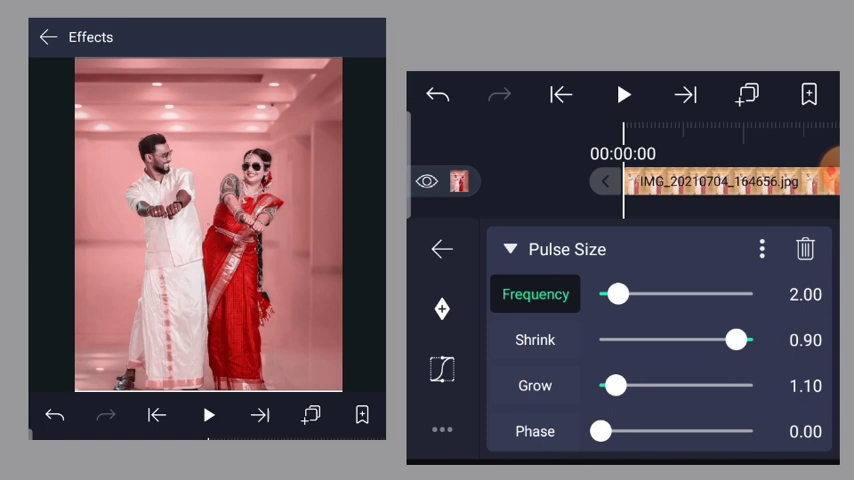 Effects
00:00:00
IMG_20210704_164656.jpg
Pulse Size
Frequency 2.00
Shrink 0.90
Grow 1.10
Phase 0.00